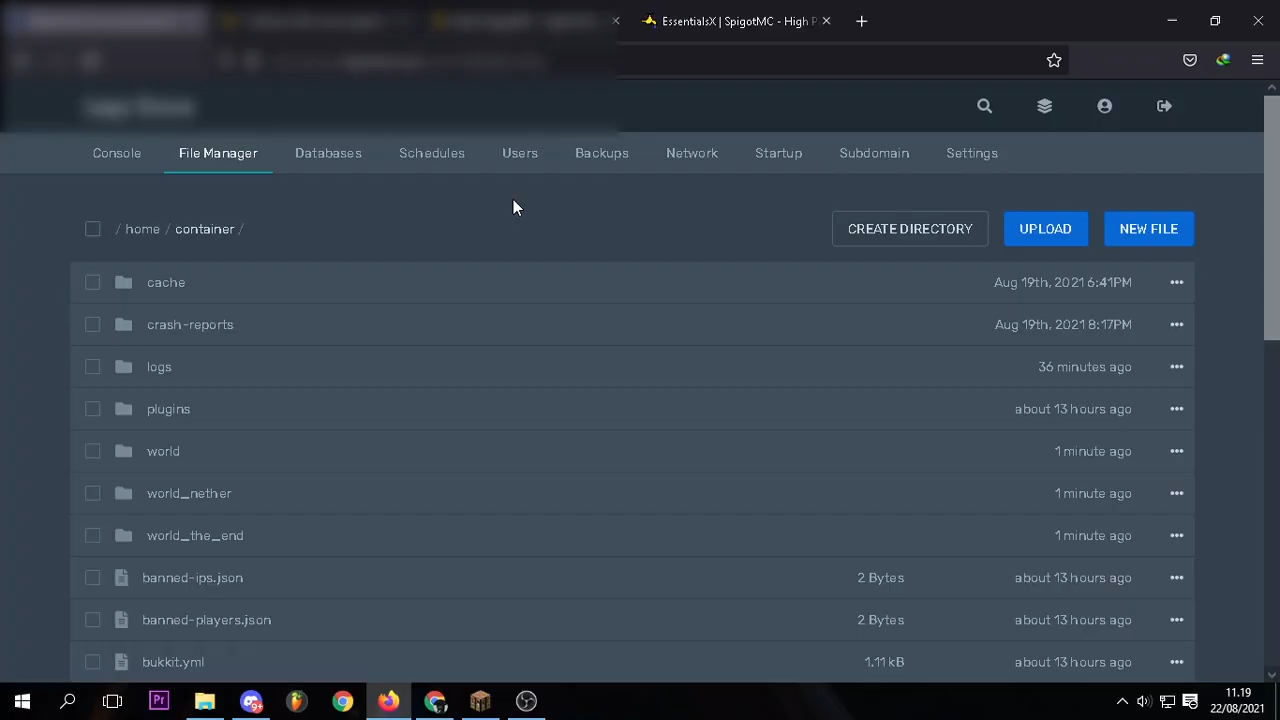 EssentialsX | SpigotMC - High P
Console File Manager Databases Schedules Users Backups Network Startup Subdomain Settings
/ home / container /
CREATE DIRECTORY UPLOAD NEW FILE
cache Aug 19th, 2021 6:41PM
crash-reports Aug 19th, 2021 8:17PM
logs 36 minutes ago
plugins about 13 hours ago
world 1 minute ago
world_nether 1 minute ago
world_the_end 1 minute ago
banned-ips.json 2 Bytes about 13 hours ago
banned-players.json 2 Bytes about 13 hours ago
bukkit.yml 1.11 kB about 13 hours ago
Pr 9+ 11.19
22/08/2021